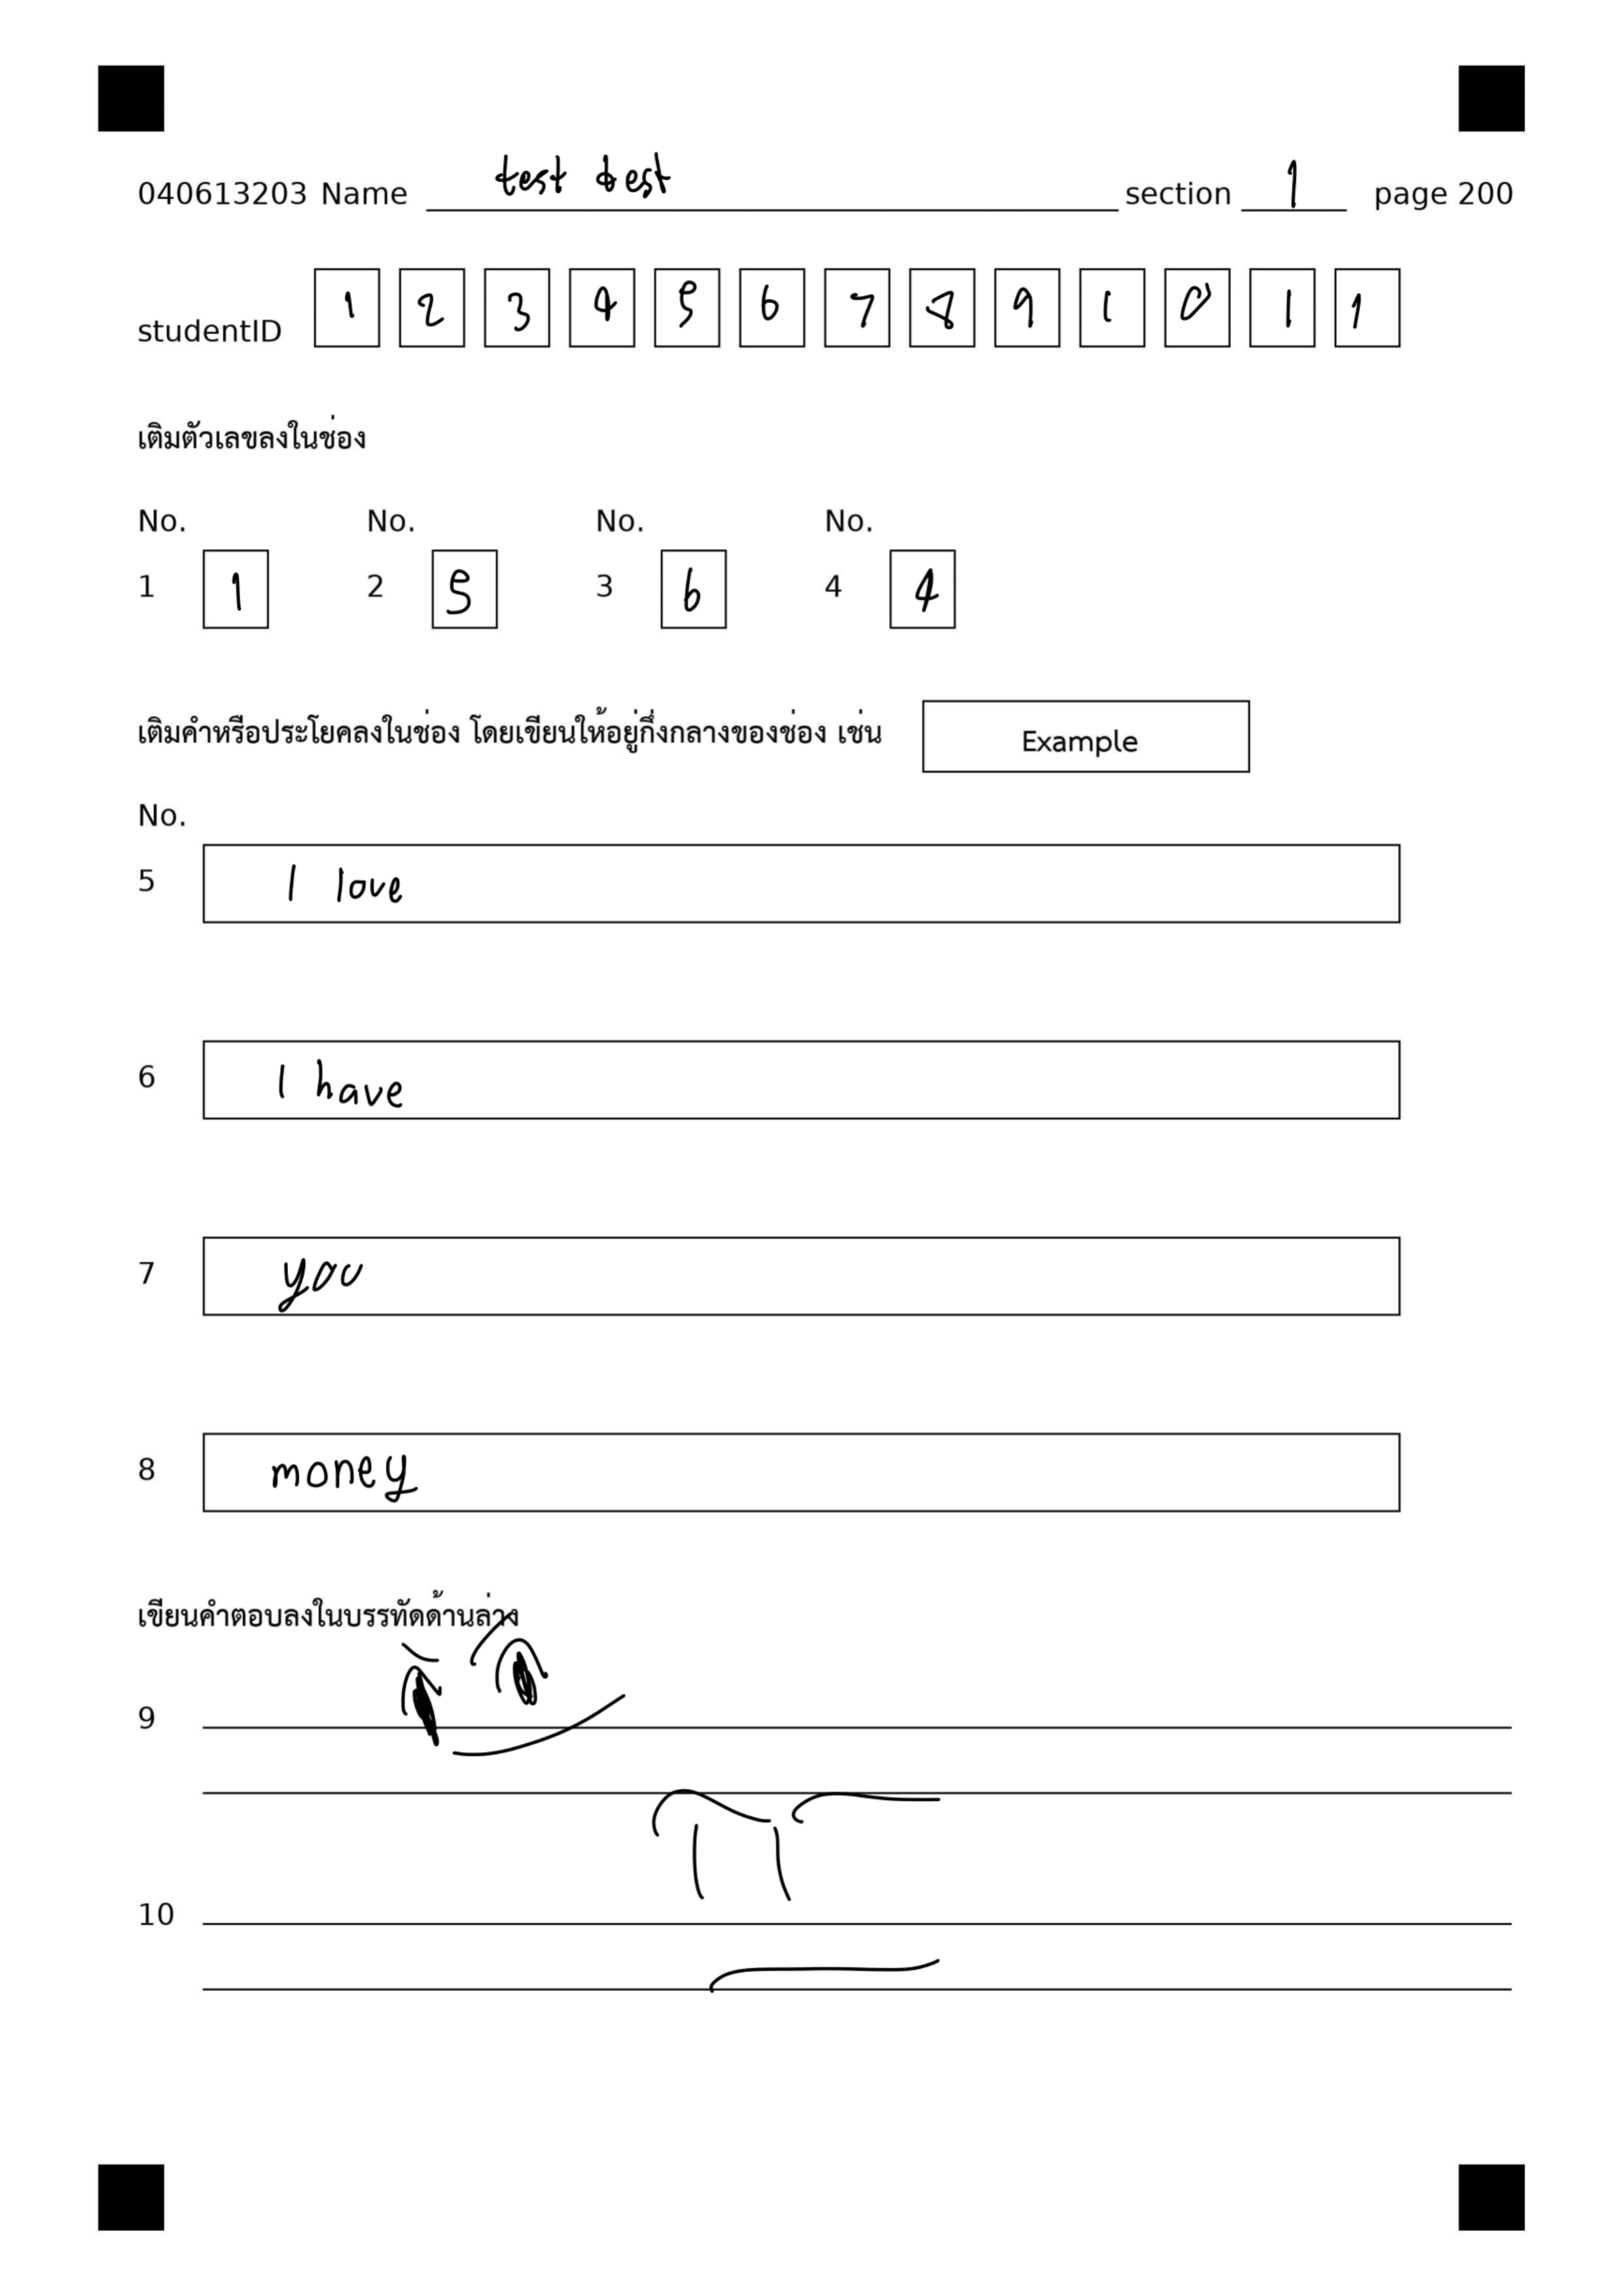 040613203 Name test test section 1 page 200
studentID 1 2 3 4 5 6 7 8 9 1 0 1 1
เติมตัวเลขลงในช่อง
No. No. No. No.
1 1 2 5 3 6 4 4
เติมคำหรือประโยคลงในช่อง โดยเขียนให้อยู่กึ่งกลางของช่อง เช่น Example
No.
5 I love
6 I have
7 you
8 money
เขียนคำตอบลงในบรรทัดด้านล่าง
9
10